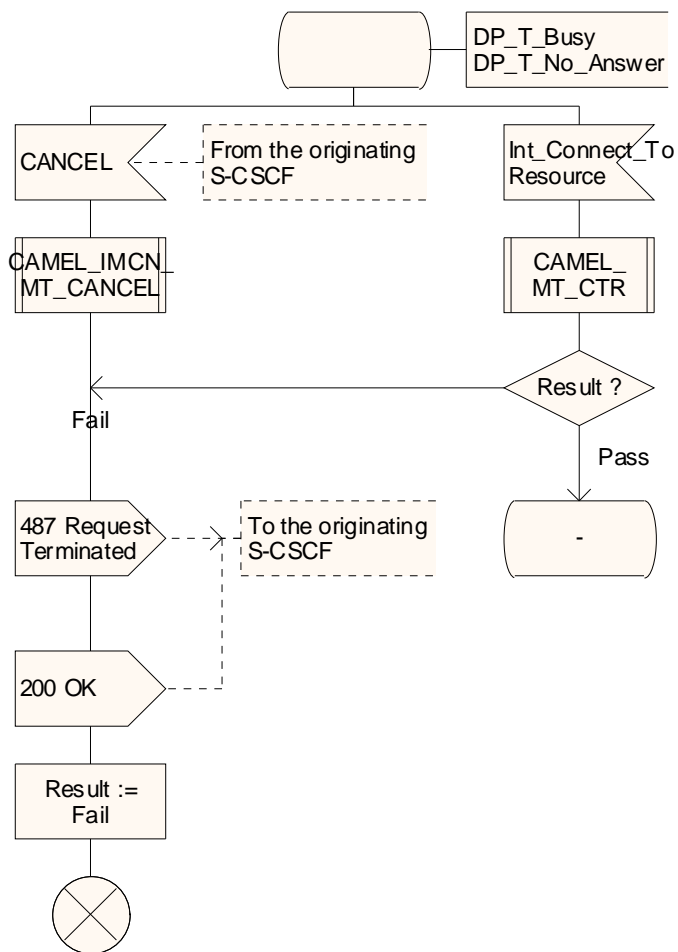 DP_T_Busy
DP_T_No_Answer
CANCEL
From the originating
S-CSCF
Int_Connect_To
Resource
CAMEL_IMCN_
MT_CANCEL
CAMEL_
MT_CTR
Result ?
Fail
Pass
487 Request
Terminated
To the originating
S-CSCF
-
200 OK
Result :=
Fail